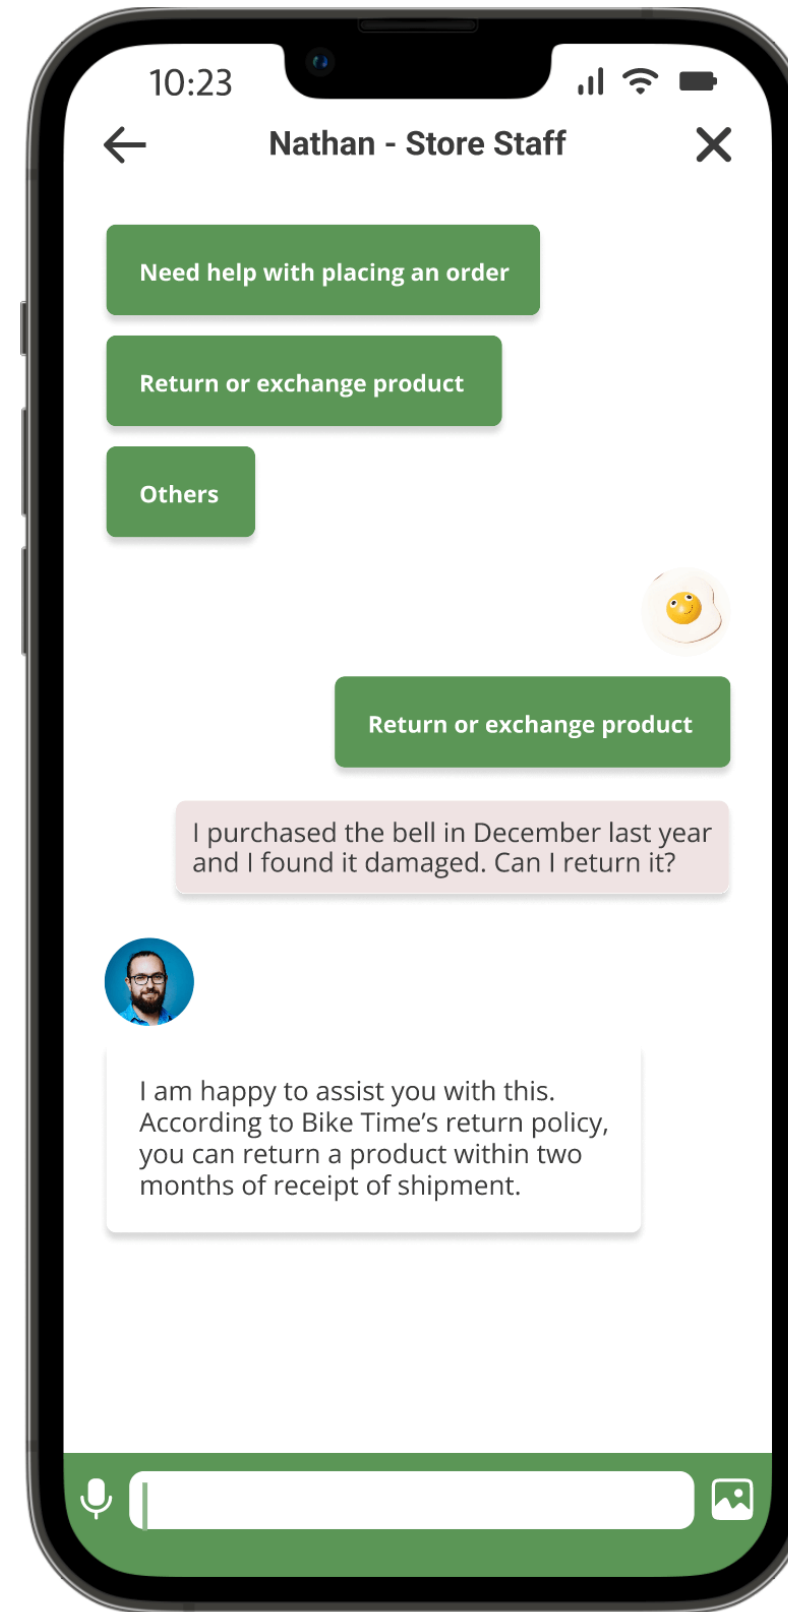 10:23
Nathan - Store Staff
Need help with placing an order
Return or exchange product
Others
Return or exchange product
I purchased the bell in December last year
and I found it damaged. Can I return it?
I am happy to assist you with this.
According to Bike Time’s return policy,
you can return a product within two
months of receipt of shipment.